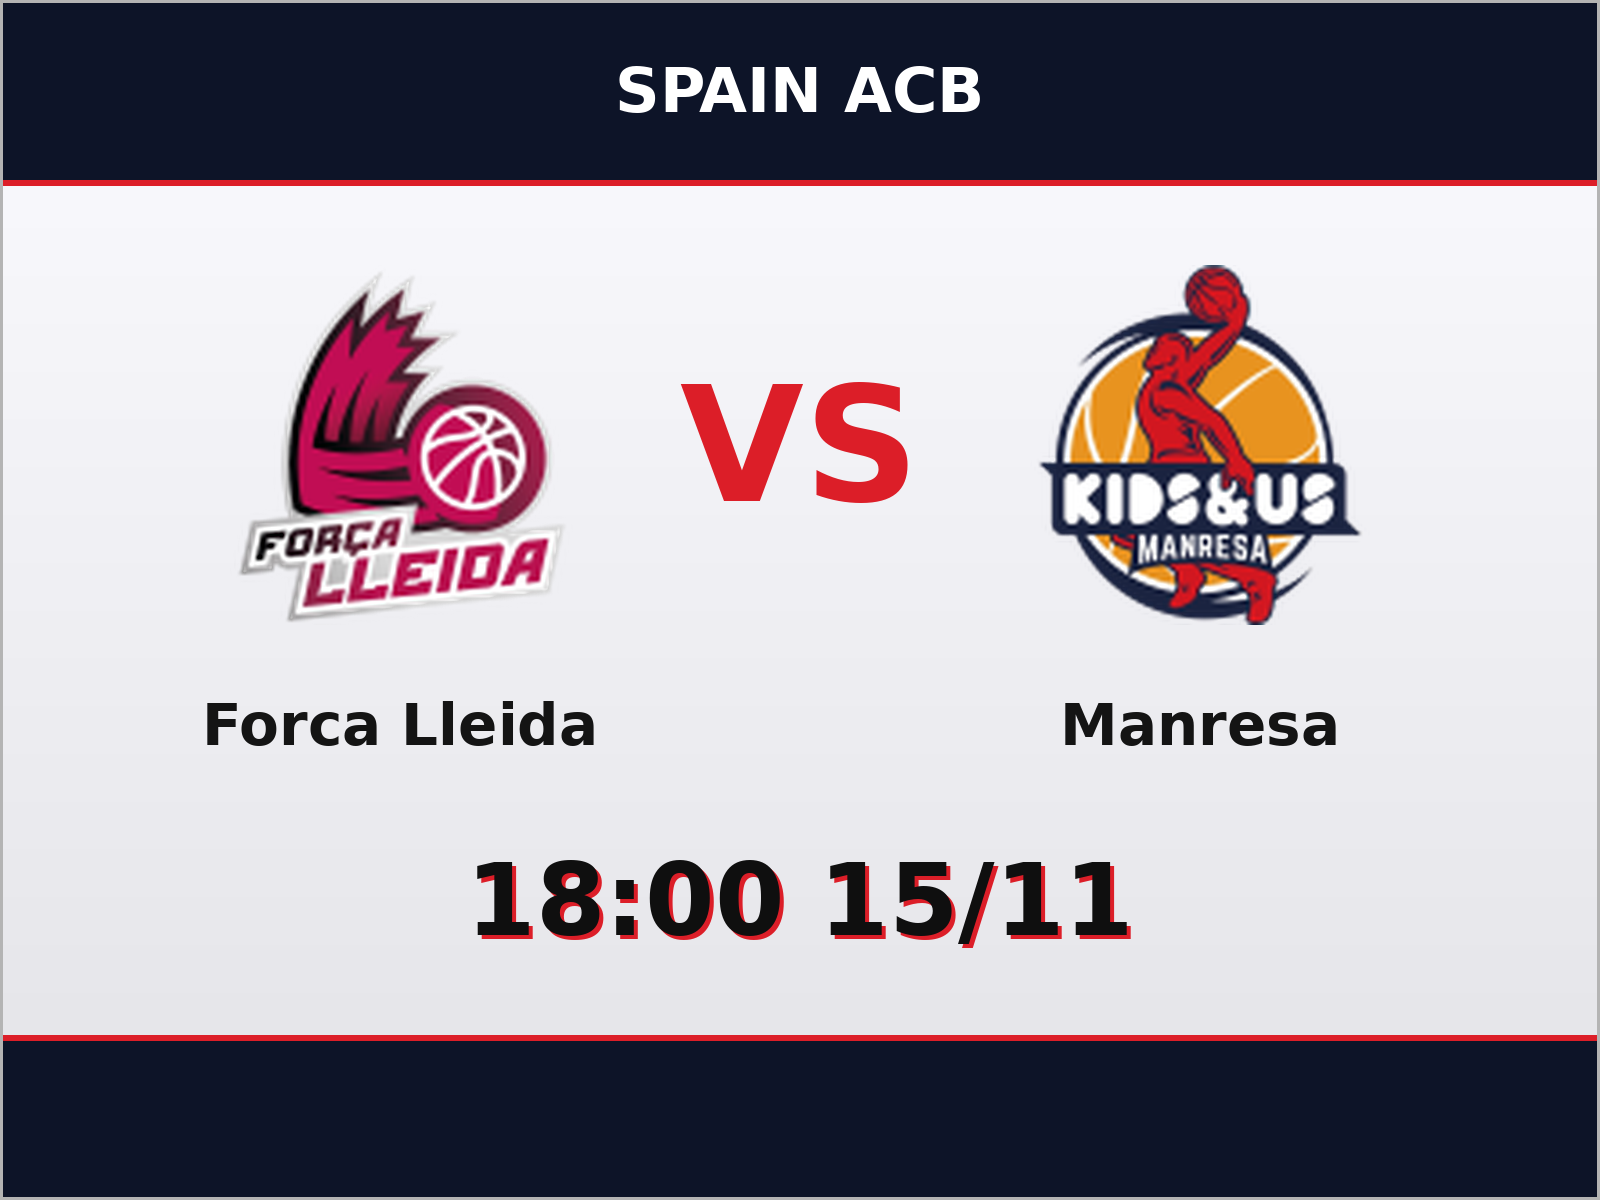 SPAIN ACB
VS
FORÇA
LLEIDA
KIDS&US
MANRESA
Forca Lleida
Manresa
18:00 15/11